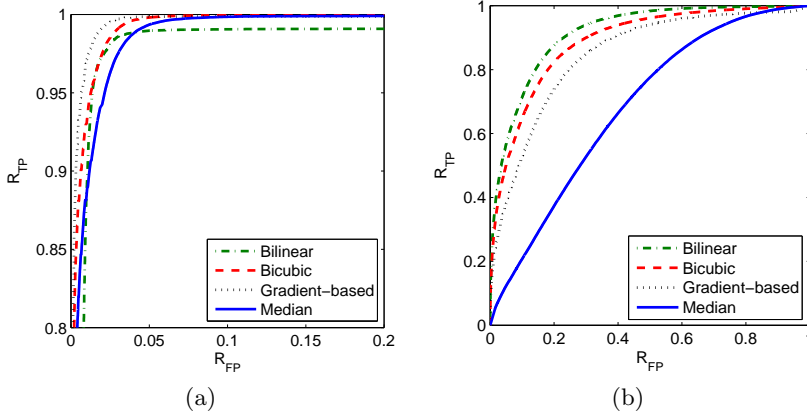 1
0.95
0.9
0.85
0.8
R_TP
0
0.05
0.1
0.15
0.2
R_FP
Bilinear
Bicubic
Gradient−based
Median
(a)
1
0.8
0.6
0.4
0.2
0
R_TP
0
0.2
0.4
0.6
0.8
1
R_FP
Bilinear
Bicubic
Gradient−based
Median
(b)